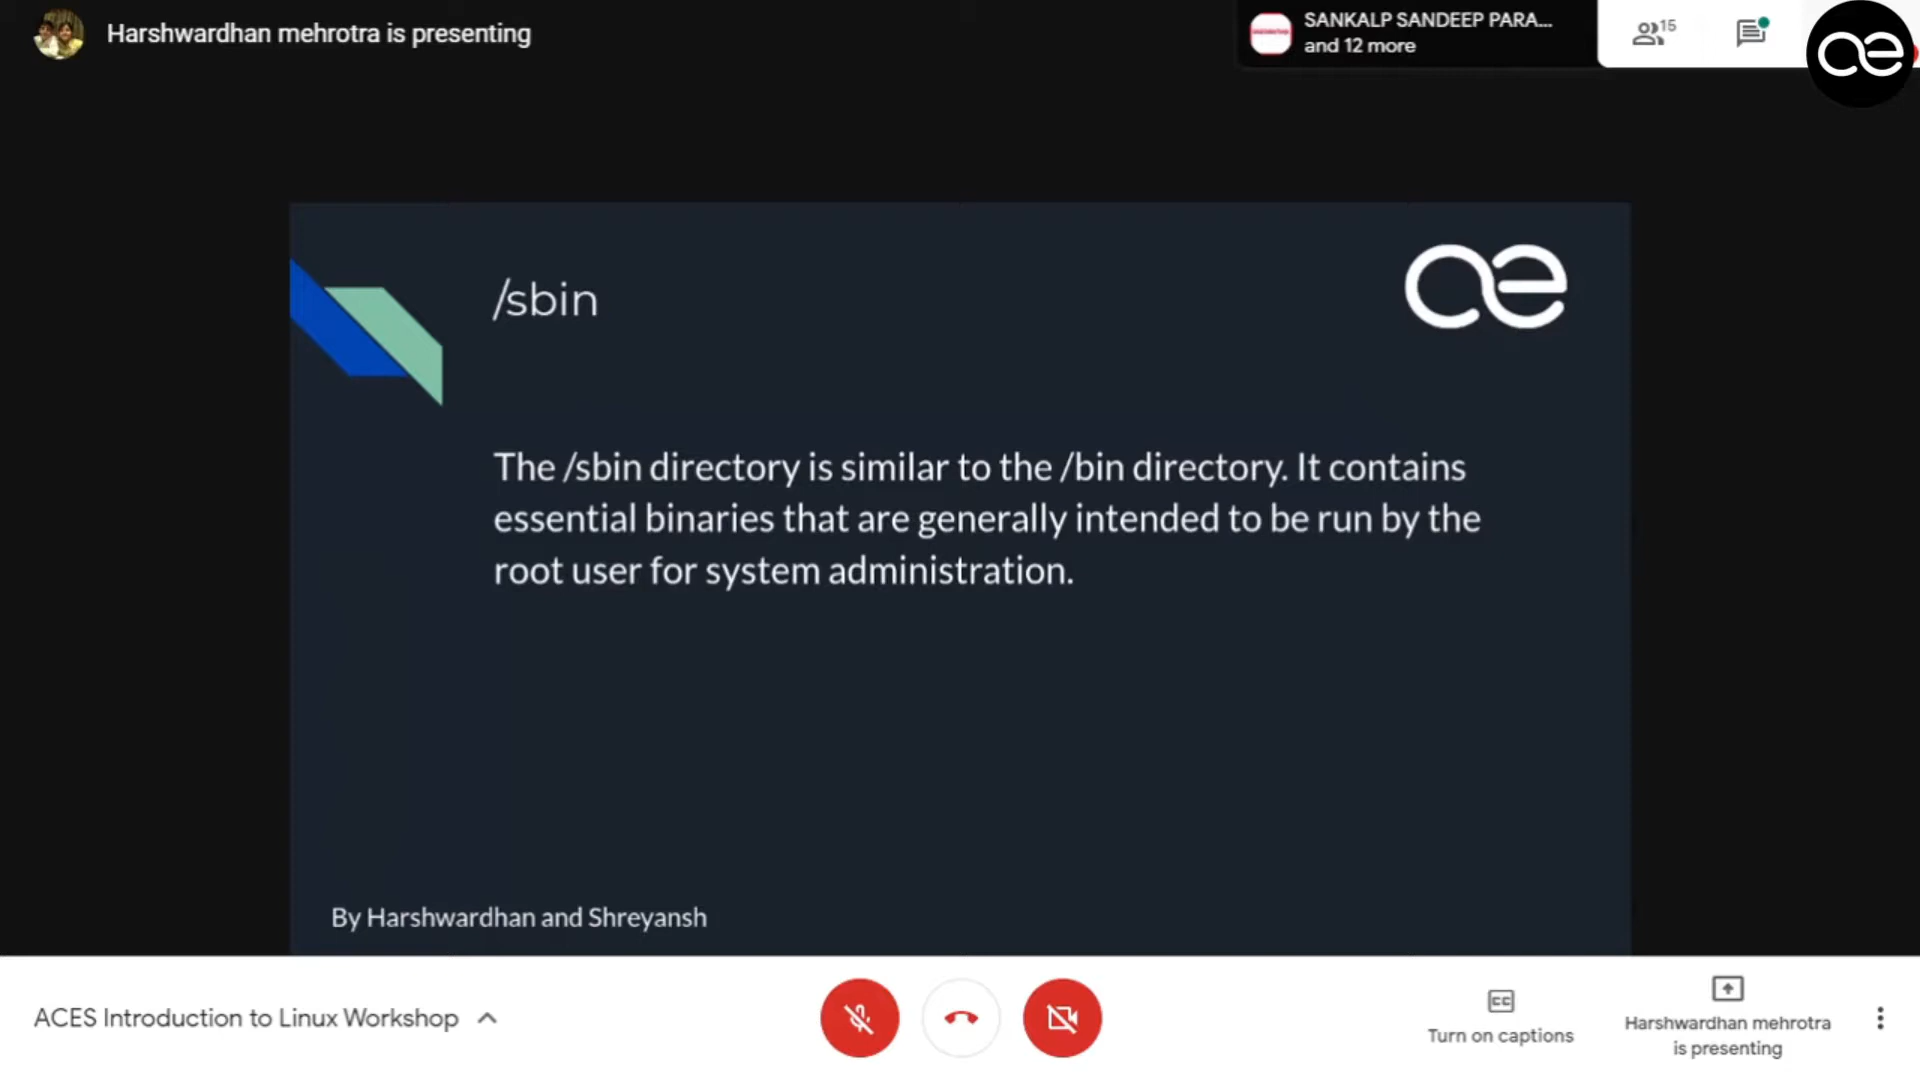 Harshwardhan mehrotra is presenting
SANKALP SANDEEP PARA...
and 12 more
15
/sbin
The /sbin directory is similar to the /bin directory. It contains
essential binaries that are generally intended to be run by the
root user for system administration.
By Harshwardhan and Shreyansh
ACES Introduction to Linux Workshop
CC
Turn on captions
Harshwardhan mehrotra
is presenting